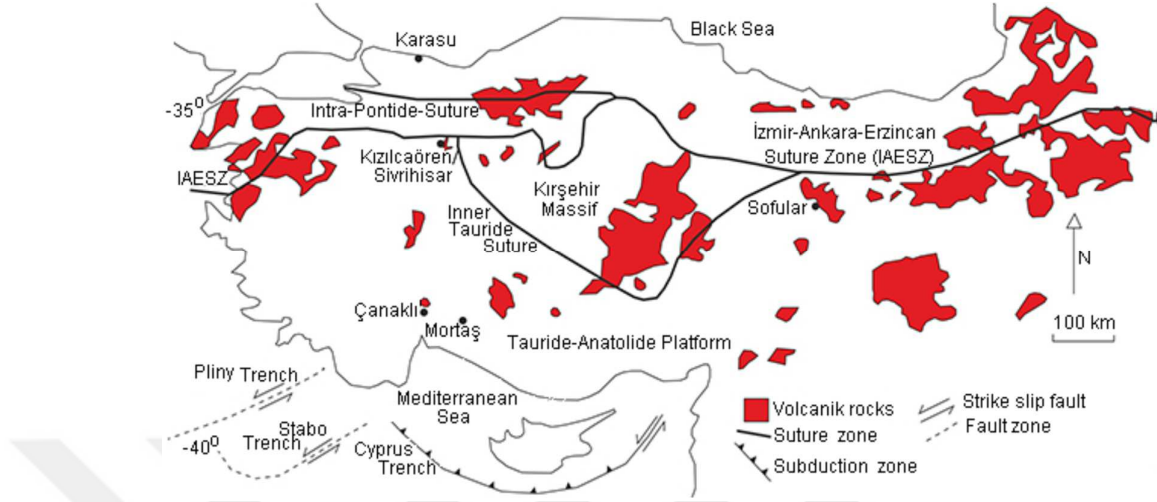 Black Sea
Karasu
-35°
Intra-Pontide-Suture
İzmir-Ankara-Erzincan
Suture Zone (IAESZ)
Kızılcaören/
Sivrihisar
IAESZ
Kırşehir
Massif
Inner
Tauride
Suture
Sofular
N
100 km
Çanaklı
Mortaş
Tauride-Anatolide Platform
Pliny Trench
Mediterranean
Sea
Stabo
Trench
-40°
Cyprus
Trench
Volcanik rocks
Suture zone
Subduction zone
Strike slip fault
Fault zone